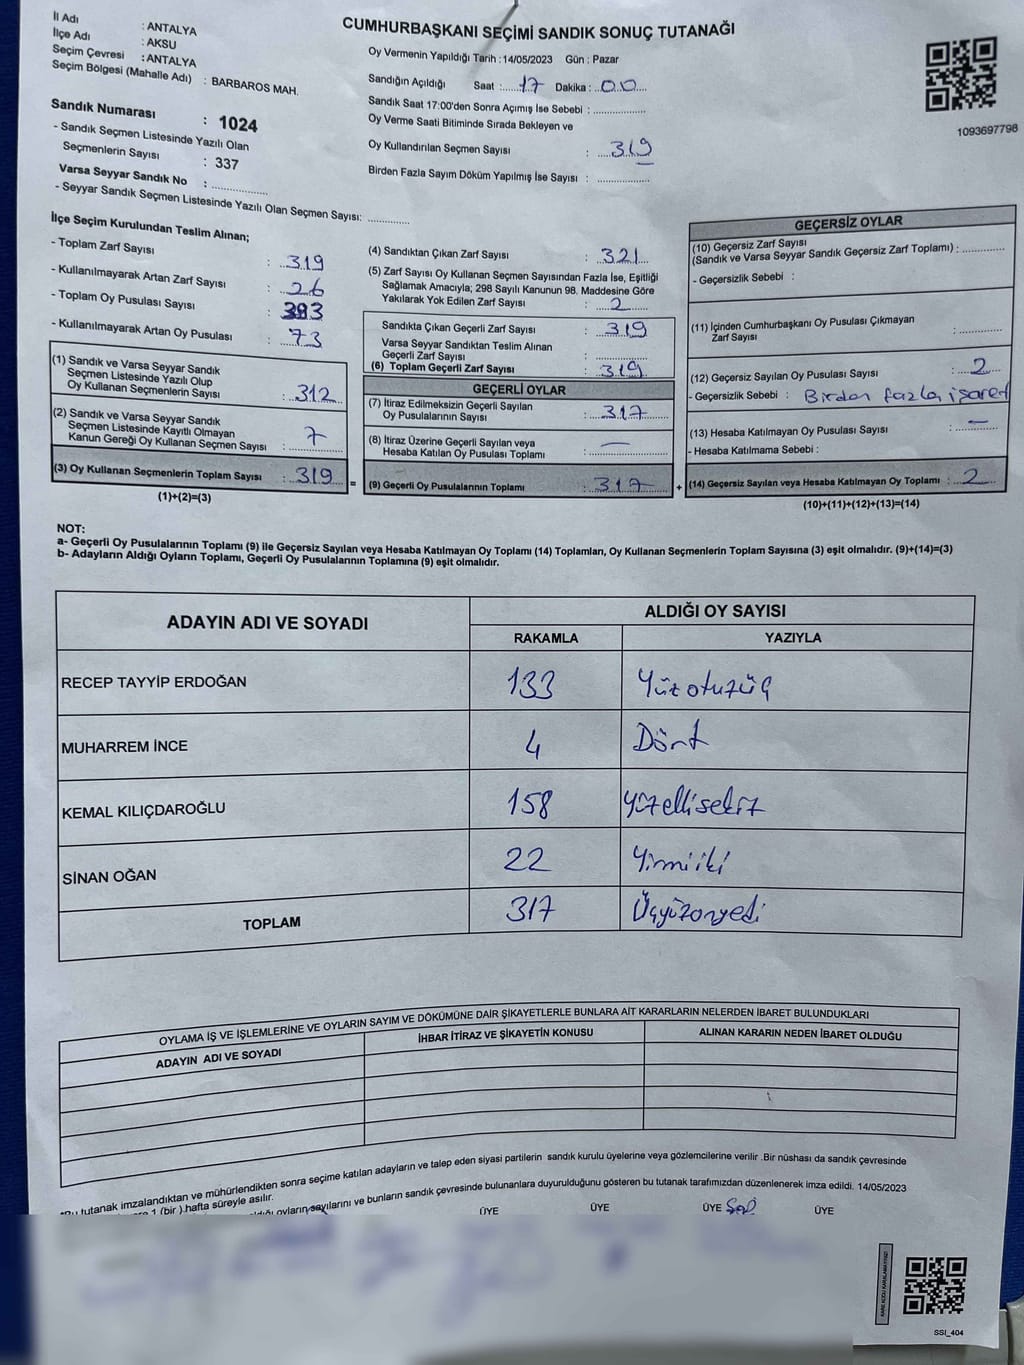 CUMHURBAŞKANI SEÇİMİ SANDIK SONUÇ TUTANAĞI
İl Adı : ANTALYA
İlçe Adı : AKSU
Seçim Çevresi : ANTALYA
Seçim Bölgesi (Mahalle Adı) : BARBAROS MAH.
Sandık Numarası : 1024
- Sandık Seçmen Listesinde Yazılı Olan
Seçmenlerin Sayısı : 337
Varsa Seyyar Sandık No : ..............
- Seyyar Sandık Seçmen Listesinde Yazılı Olan Seçmen Sayısı: ............
Oy Vermenin Yapıldığı Tarih : 14/05/2023 Gün : Pazar
Sandığın Açıldığı Saat : 17 Dakika : 00
Sandık Saat 17:00'den Sonra Açımış İse Sebebi : ..............
Oy Verme Saati Bitiminde Sırada Bekleyen ve
Oy Kullandırılan Seçmen Sayısı : 319
Birden Fazla Sayım Döküm Yapılmış İse Sayısı : ..............
1093697798
İlçe Seçim Kurulundan Teslim Alınan;
- Toplam Zarf Sayısı : 319
- Kullanılmayarak Artan Zarf Sayısı : 26
- Toplam Oy Pusulası Sayısı : 393
- Kullanılmayarak Artan Oy Pusulası : 73
(1) Sandık ve Varsa Seyyar Sandık
Seçmen Listesinde Yazılı Olup
Oy Kullanan Seçmenlerin Sayısı : 312
(2) Sandık ve Varsa Seyyar Sandık
Seçmen Listesinde Kayıtlı Olmayan
Kanun Gereği Oy Kullanan Seçmen Sayısı : 7
(3) Oy Kullanan Seçmenlerin Toplam Sayısı : 319
(1)+(2)=(3)
=
(4) Sandıktan Çıkan Zarf Sayısı : 321
(5) Zarf Sayısı Oy Kullanan Seçmen Sayısından Fazla İse, Eşitliği
Sağlamak Amacıyla; 298 Sayılı Kanunun 98. Maddesine Göre
Yakılarak Yok Edilen Zarf Sayısı : 2
Sandıkta Çıkan Geçerli Zarf Sayısı : 319
Varsa Seyyar Sandıktan Teslim Alınan
Geçerli Zarf Sayısı : ..............
(6) Toplam Geçerli Zarf Sayısı : 319
GEÇERLİ OYLAR
(7) İtiraz Edilmeksizin Geçerli Sayılan
Oy Pusulalarının Sayısı : 317
(8) İtiraz Üzerine Geçerli Sayılan veya
Hesaba Katılan Oy Pusulası Toplamı : —
(9) Geçerli Oy Pusulalarının Toplamı : 317
+
GEÇERSİZ OYLAR
(10) Geçersiz Zarf Sayısı
(Sandık ve Varsa Seyyar Sandık Geçersiz Zarf Toplamı) : ............
- Geçersizlik Sebebi :
(11) İçinden Cumhurbaşkanı Oy Pusulası Çıkmayan
Zarf Sayısı : ............
(12) Geçersiz Sayılan Oy Pusulası Sayısı : 2
- Geçersizlik Sebebi : Birden fazla işaret
(13) Hesaba Katılmayan Oy Pusulası Sayısı : —
- Hesaba Katılmama Sebebi :
(14) Geçersiz Sayılan veya Hesaba Katılmayan Oy Toplamı : 2
(10)+(11)+(12)+(13)=(14)
NOT:
a- Geçerli Oy Pusulalarının Toplamı (9) ile Geçersiz Sayılan veya Hesaba Katılmayan Oy Toplamı (14) Toplamları, Oy Kullanan Seçmenlerin Toplam Sayısına (3) eşit olmalıdır. (9)+(14)=(3)
b- Adayların Aldığı Oyların Toplamı, Geçerli Oy Pusulalarının Toplamına (9) eşit olmalıdır.
ADAYIN ADI VE SOYADI ALDIĞI OY SAYISI
RAKAMLA YAZIYLA
RECEP TAYYİP ERDOĞAN 133 Yüzotuzüç
MUHARREM İNCE 4 Dört
KEMAL KILIÇDAROĞLU 158 Yüzellisekiz
SİNAN OĞAN 22 Yirmiiki
TOPLAM 317 Üçyüzonyedi
OYLAMA İŞ VE İŞLEMLERİNE VE OYLARIN SAYIM VE DÖKÜMÜNE DAİR ŞİKAYETLERLE BUNLARA AİT KARARLARIN NELERDEN İBARET BULUNDUKLARI
ADAYIN ADI VE SOYADI İHBAR İTİRAZ VE ŞİKAYETİN KONUSU ALINAN KARARIN NEDEN İBARET OLDUĞU
tutanak imzalandıktan ve mühürlendikten sonra seçime katılan adayların ve talep eden siyasi partilerin sandık kurulu üyelerine veya gözlemcilerine verilir .Bir nüshası da sandık çevresinde
1 (bir ).hafta süreyle asılır.
oyların sayılarını ve bunların sandık çevresinde bulunanlara duyurulduğunu gösteren bu tutanak tarafımızdan düzenlenerek imza edildi. 14/05/2023
ÜYE ÜYE ÜYE ÜYE
SSI_404